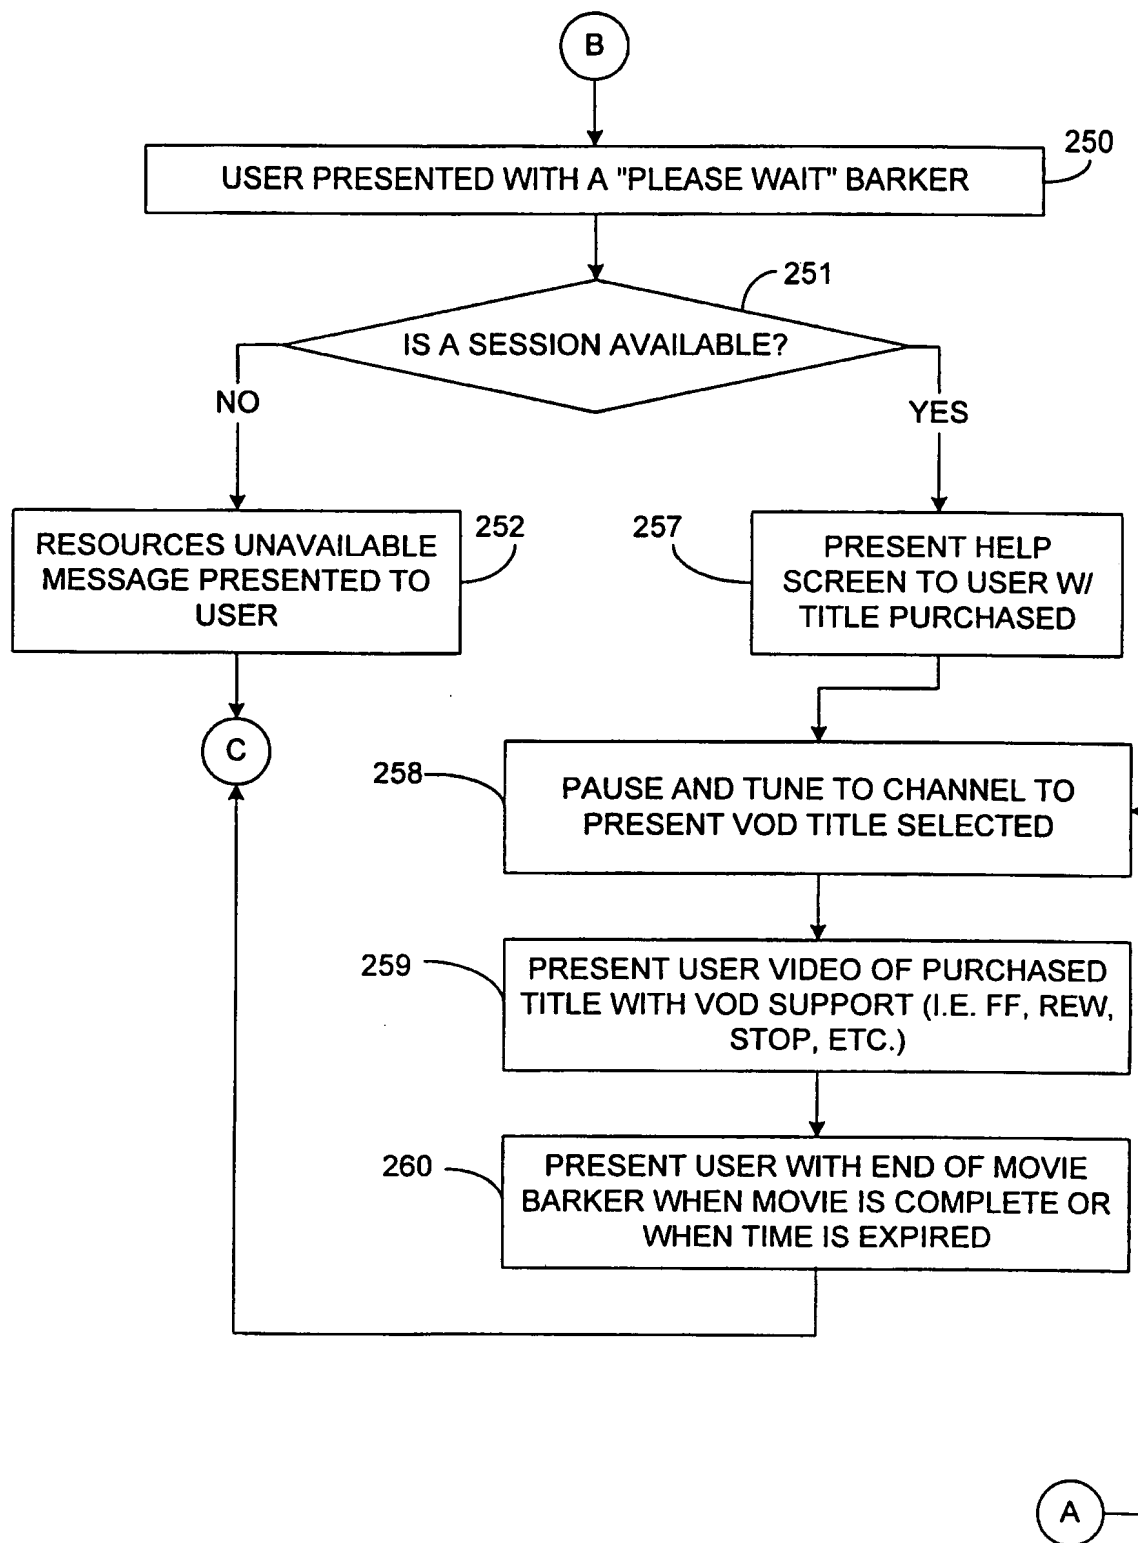 B
250
USER PRESENTED WITH A "PLEASE WAIT" BARKER
251
IS A SESSION AVAILABLE?
NO
YES
252
RESOURCES UNAVAILABLE
MESSAGE PRESENTED TO
USER
257
PRESENT HELP
SCREEN TO USER W/
TITLE PURCHASED
C
258
PAUSE AND TUNE TO CHANNEL TO
PRESENT VOD TITLE SELECTED
259
PRESENT USER VIDEO OF PURCHASED
TITLE WITH VOD SUPPORT (I.E. FF, REW,
STOP, ETC.)
260
PRESENT USER WITH END OF MOVIE
BARKER WHEN MOVIE IS COMPLETE OR
WHEN TIME IS EXPIRED
A